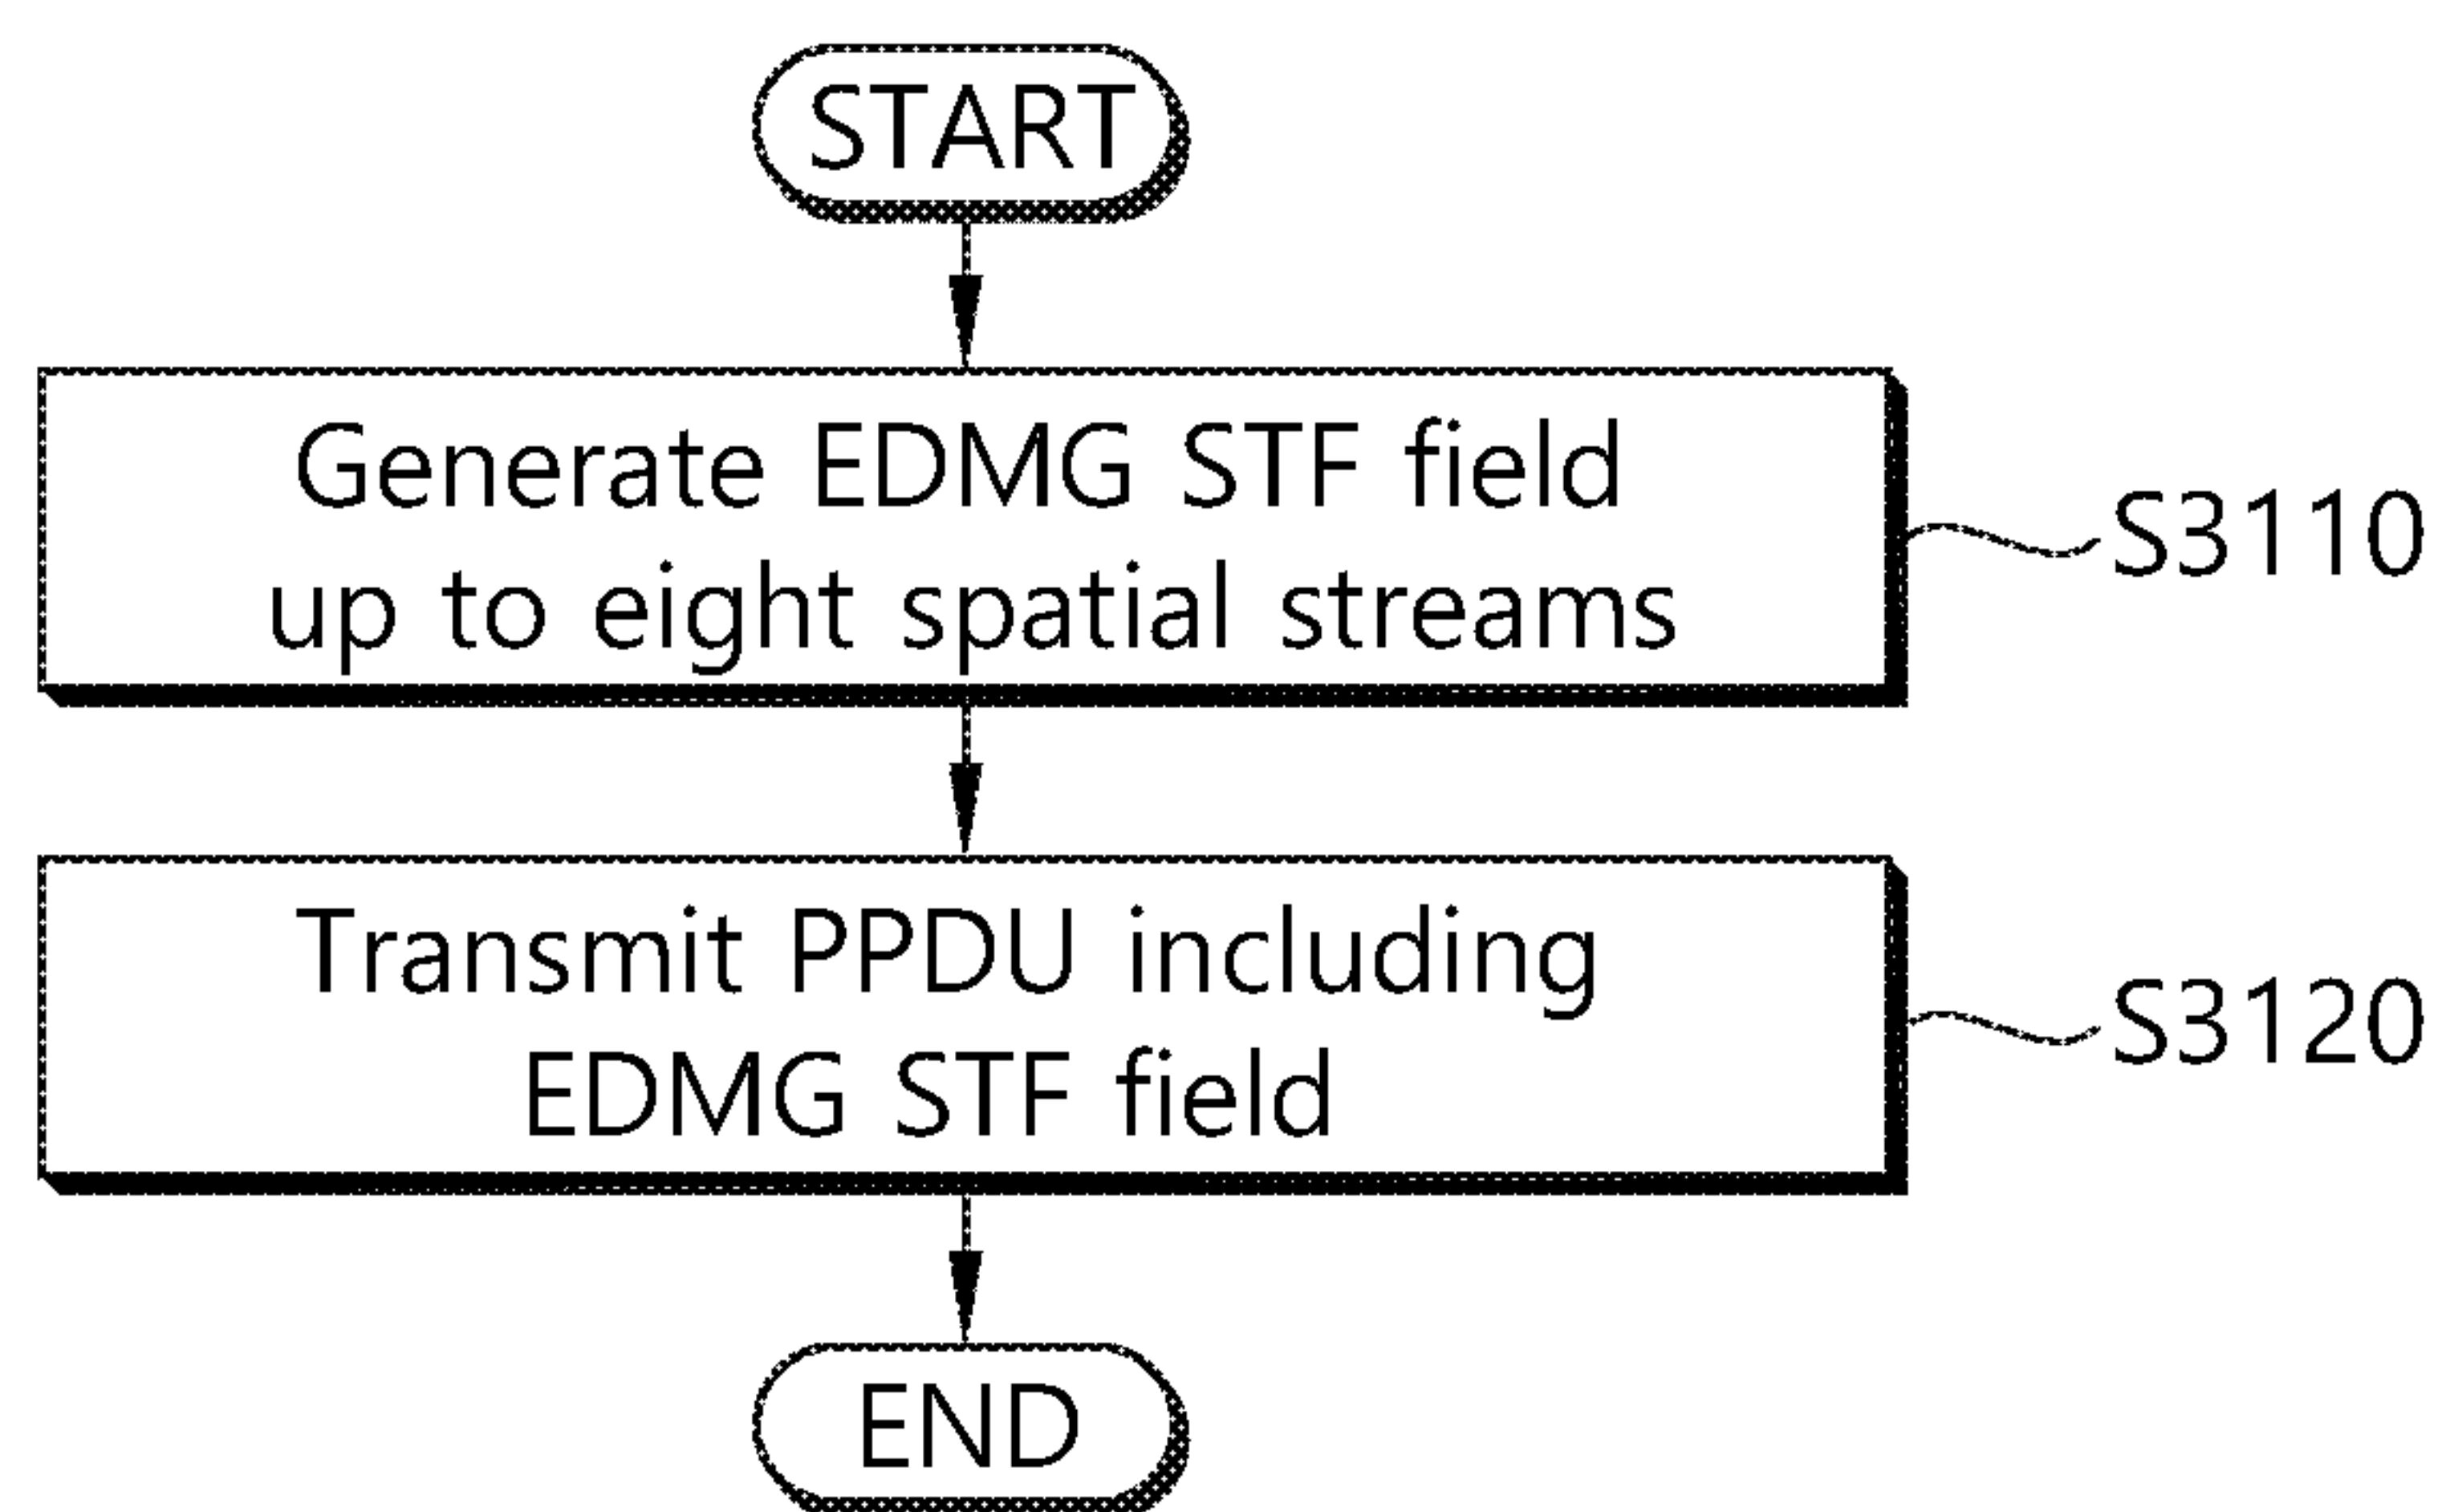 START
Generate EDMG STF field
up to eight spatial streams
S3110
Transmit PPDU including
EDMG STF field
S3120
END